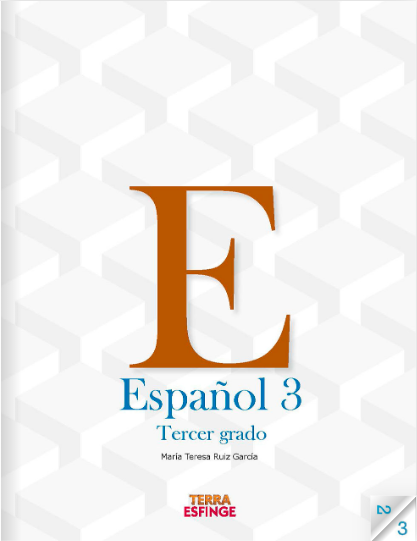 E
Español 3
Tercer grado
María Teresa Ruiz García
TERRA
ESFINGE
2
3